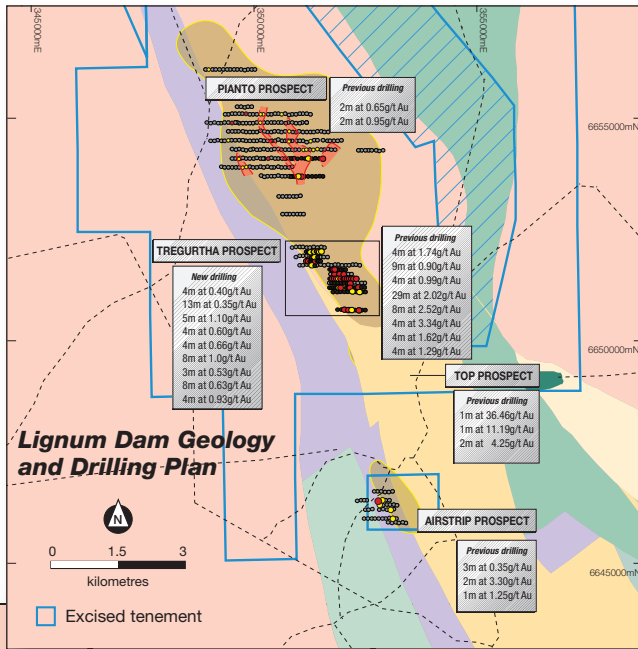 345000mE
350000mE
355000mE
PIANTO PROSPECT
Previous drilling
2m at 0.65g/t Au
2m at 0.95g/t Au
6655000mN
TREGURTHA PROSPECT
New drilling
4m at 0.40g/t Au
13m at 0.35g/t Au
5m at 1.10g/t Au
4m at 0.60g/t Au
4m at 0.66g/t Au
8m at 1.0g/t Au
3m at 0.53g/t Au
8m at 0.63g/t Au
4m at 0.93g/t Au
Previous drilling
4m at 1.74g/t Au
9m at 0.90g/t Au
4m at 0.99g/t Au
29m at 2.02g/t Au
8m at 2.52g/t Au
4m at 3.34g/t Au
4m at 1.62g/t Au
4m at 1.29g/t Au
6650000mN
TOP PROSPECT
Previous drilling
1m at 36.46g/t Au
1m at 11.19g/t Au
2m at 4.25g/t Au
Lignum Dam Geology
and Drilling Plan
N
0 1.5 3
kilometres
AIRSTRIP PROSPECT
Previous drilling
3m at 0.35g/t Au
2m at 3.30g/t Au
1m at 1.25g/t Au
6645000mN
Excised tenement